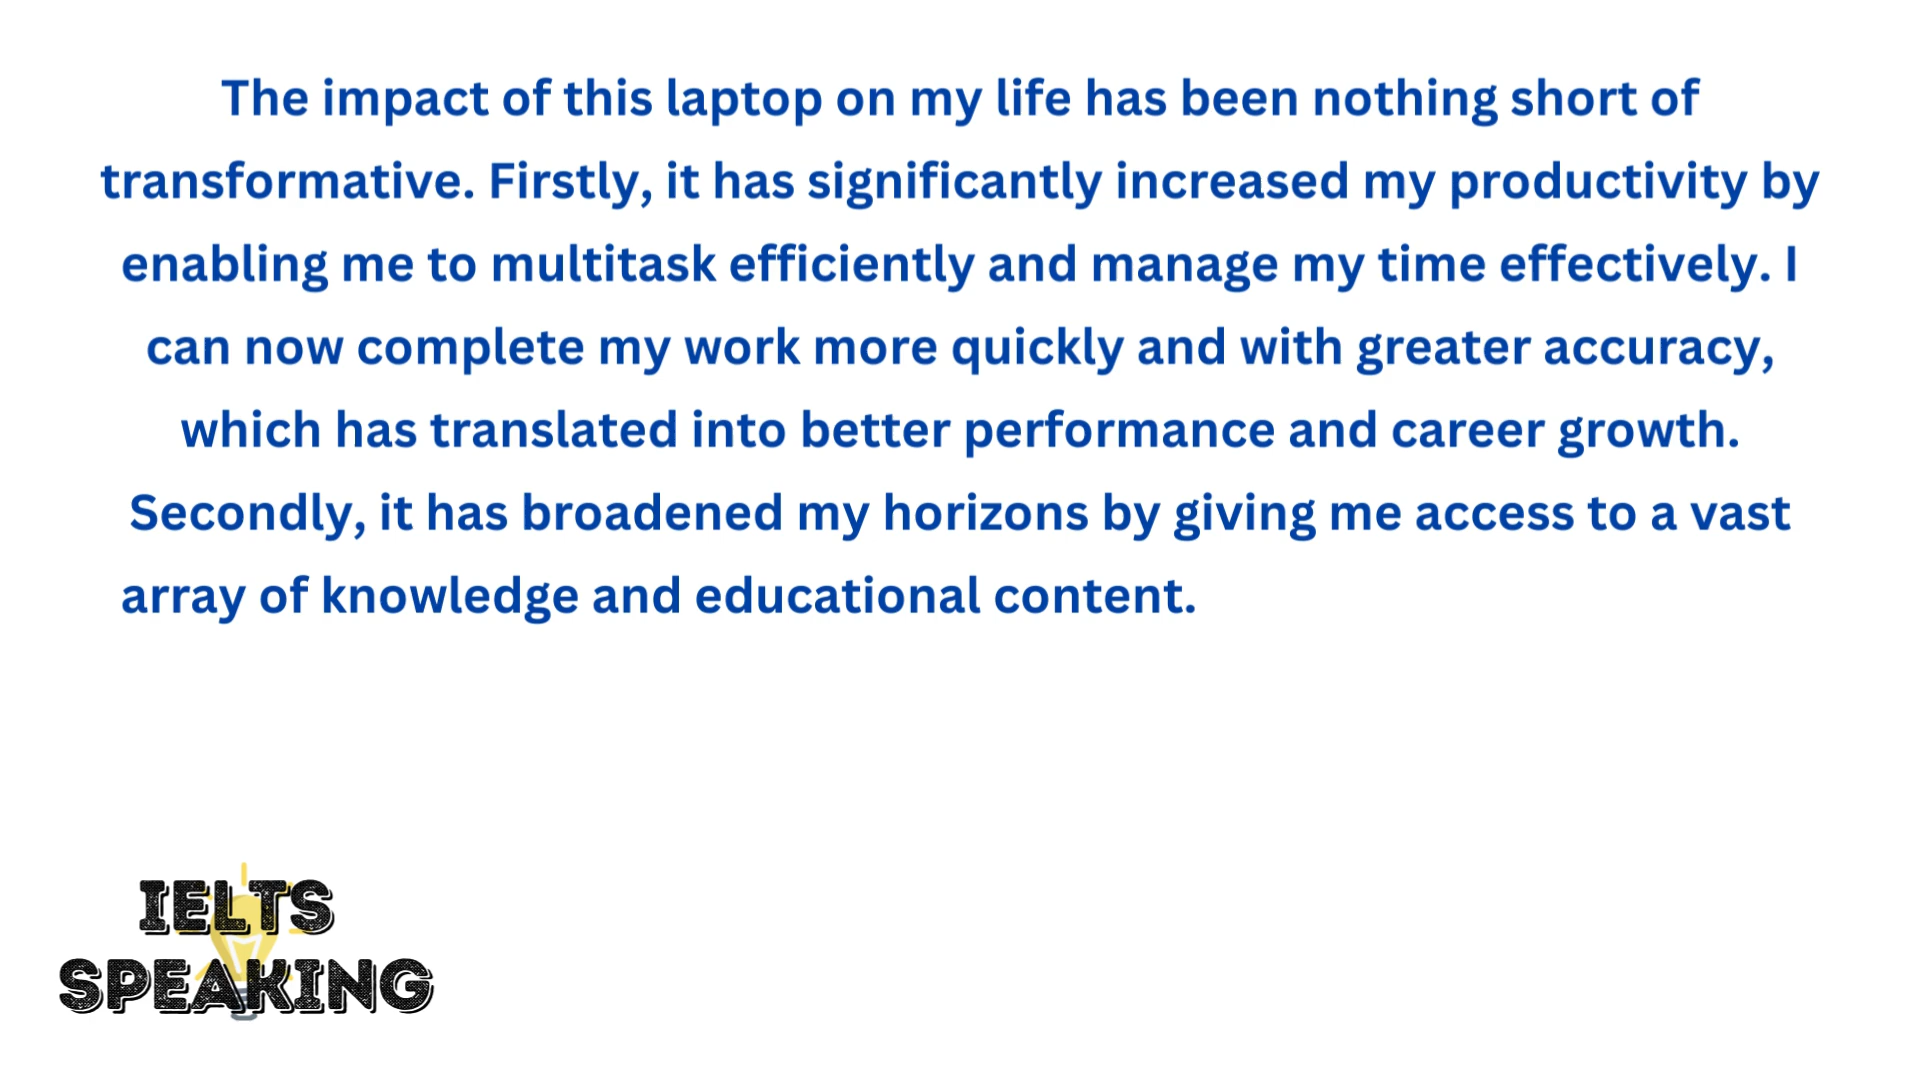 The impact of this laptop on my life has been nothing short of
transformative. Firstly, it has significantly increased my productivity by
enabling me to multitask efficiently and manage my time effectively. I
can now complete my work more quickly and with greater accuracy,
which has translated into better performance and career growth.
Secondly, it has broadened my horizons by giving me access to a vast
array of knowledge and educational content.
IELTS
SPEAKING